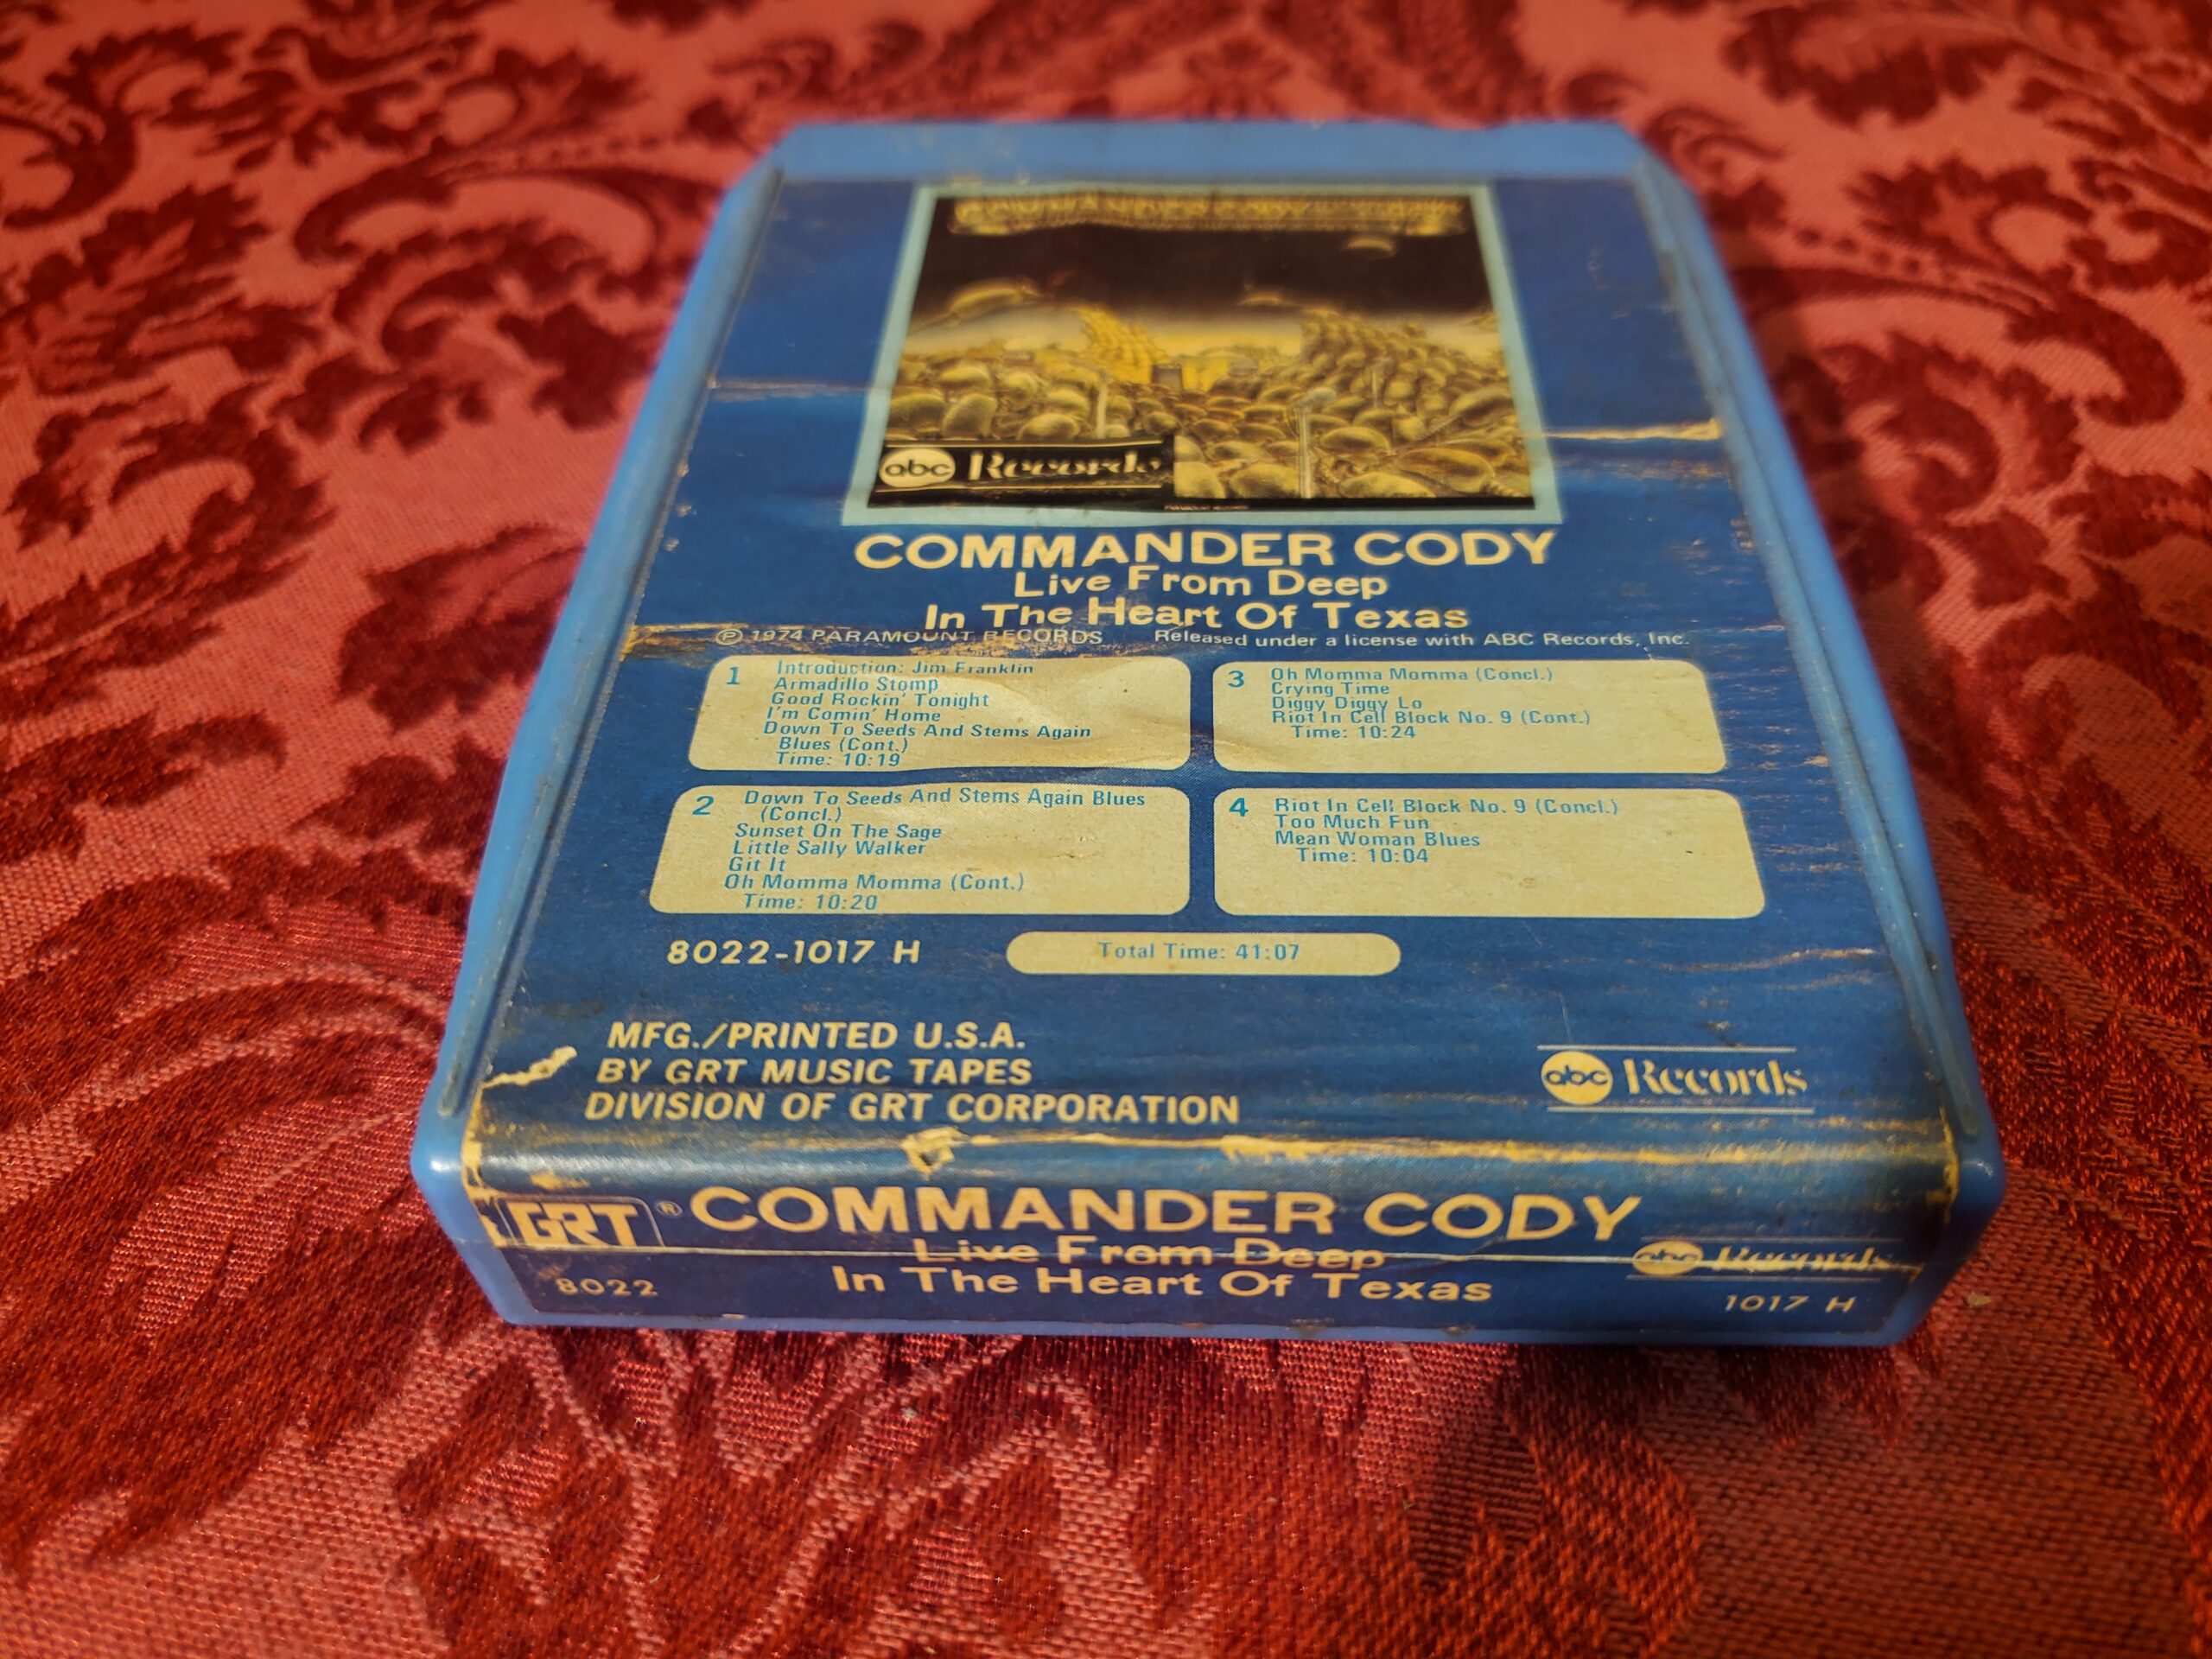 COMMANDER CODY
abc Records
COMMANDER CODY
Live From Deep
In The Heart Of Texas
Ⓟ 1974 PARAMOUNT RECORDS Released under a license with ABC Records, Inc.
1 Introduction: Jim Franklin
Armadillo Stomp
Good Rockin' Tonight
I'm Comin' Home
Down To Seeds And Stems Again
Blues (Cont.)
Time: 10:19
2 Down To Seeds And Stems Again Blues
(Concl.)
Sunset On The Sage
Little Sally Walker
Git It
Oh Momma Momma (Cont.)
Time: 10:20
3 Oh Momma Momma (Concl.)
Crying Time
Diggy Diggy Lo
Riot In Cell Block No. 9 (Cont.)
Time: 10:24
4 Riot In Cell Block No. 9 (Concl.)
Too Much Fun
Mean Woman Blues
Time: 10:04
8022-1017 H
Total Time: 41:07
MFG./PRINTED U.S.A.
BY GRT MUSIC TAPES
DIVISION OF GRT CORPORATION
abc Records
GRT® COMMANDER CODY
Live From Deep
In The Heart Of Texas
abc Records
8022
1017 H